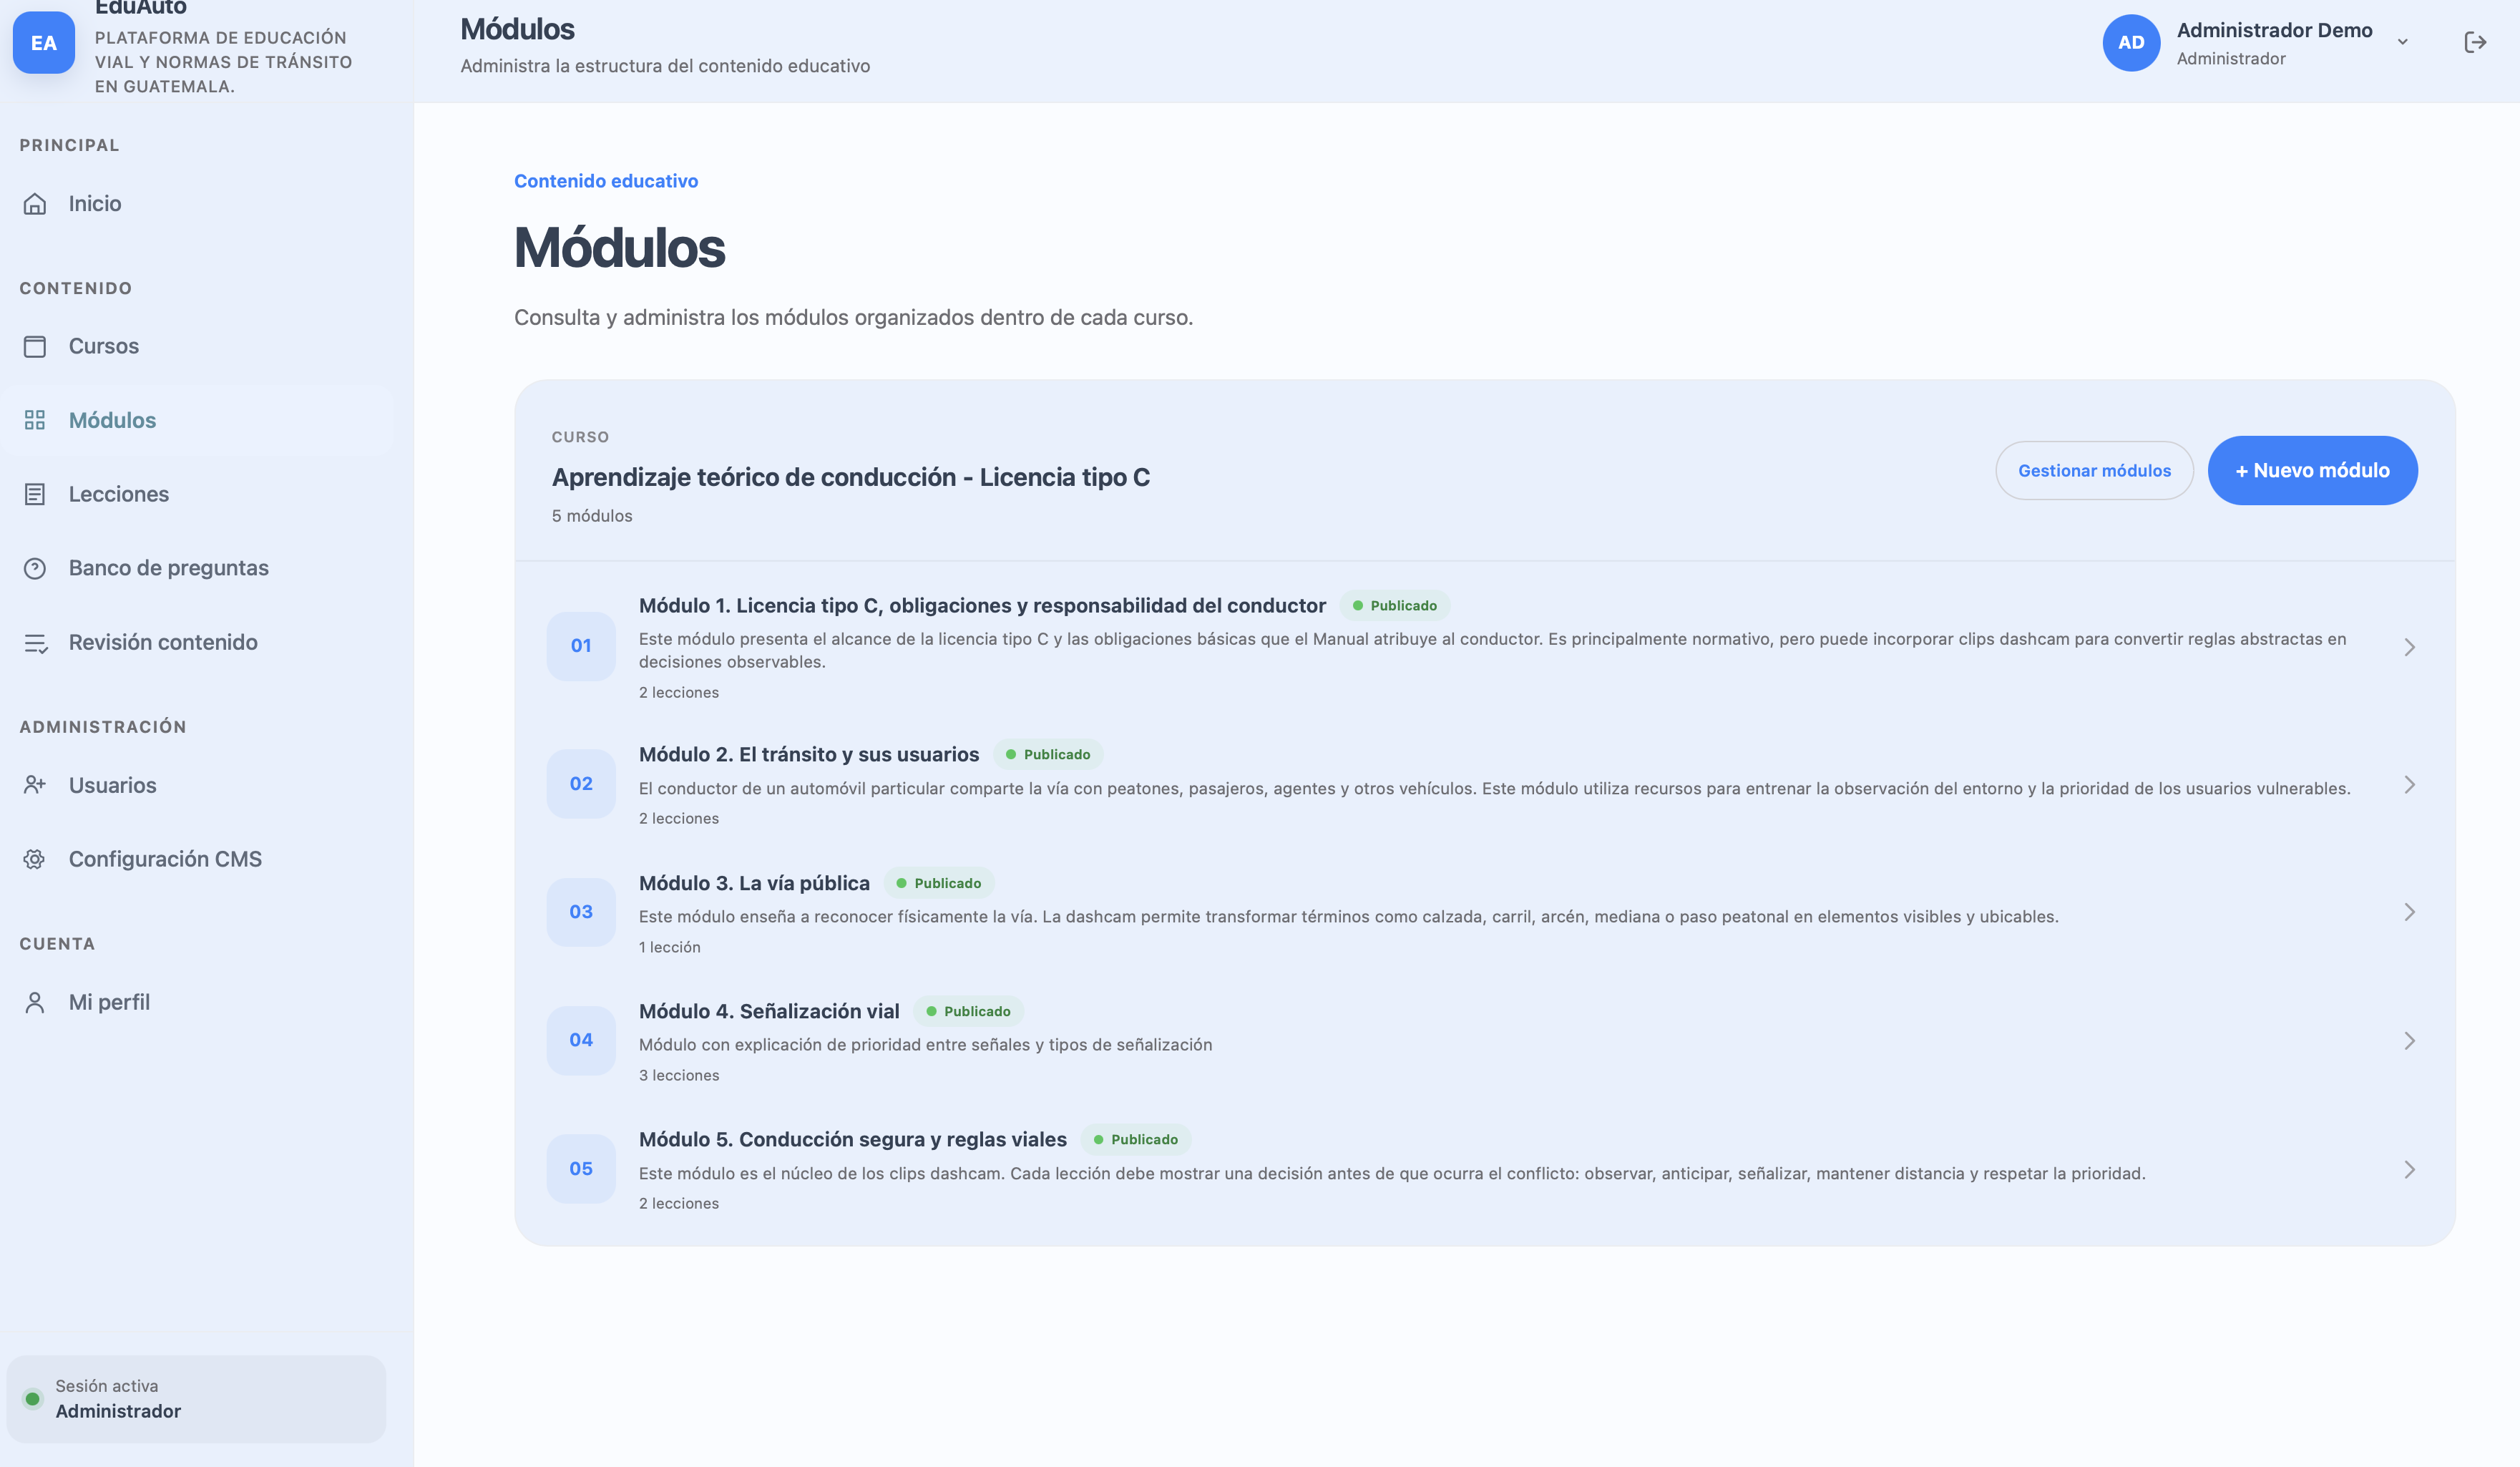 EduAuto
EA
PLATAFORMA DE EDUCACIÓN
VIAL Y NORMAS DE TRÁNSITO
EN GUATEMALA.
PRINCIPAL
Inicio
CONTENIDO
Cursos
Módulos
Lecciones
Banco de preguntas
Revisión contenido
ADMINISTRACIÓN
Usuarios
Configuración CMS
CUENTA
Mi perfil
Sesión activa
Administrador
Módulos
Administra la estructura del contenido educativo
AD
Administrador Demo
Administrador
Contenido educativo
Módulos
Consulta y administra los módulos organizados dentro de cada curso.
CURSO
Aprendizaje teórico de conducción - Licencia tipo C
5 módulos
Gestionar módulos
+ Nuevo módulo
01
Módulo 1. Licencia tipo C, obligaciones y responsabilidad del conductor
Publicado
Este módulo presenta el alcance de la licencia tipo C y las obligaciones básicas que el Manual atribuye al conductor. Es principalmente normativo, pero puede incorporar clips dashcam para convertir reglas abstractas en
decisiones observables.
2 lecciones
02
Módulo 2. El tránsito y sus usuarios
Publicado
El conductor de un automóvil particular comparte la vía con peatones, pasajeros, agentes y otros vehículos. Este módulo utiliza recursos para entrenar la observación del entorno y la prioridad de los usuarios vulnerables.
2 lecciones
03
Módulo 3. La vía pública
Publicado
Este módulo enseña a reconocer físicamente la vía. La dashcam permite transformar términos como calzada, carril, arcén, mediana o paso peatonal en elementos visibles y ubicables.
1 lección
04
Módulo 4. Señalización vial
Publicado
Módulo con explicación de prioridad entre señales y tipos de señalización
3 lecciones
05
Módulo 5. Conducción segura y reglas viales
Publicado
Este módulo es el núcleo de los clips dashcam. Cada lección debe mostrar una decisión antes de que ocurra el conflicto: observar, anticipar, señalizar, mantener distancia y respetar la prioridad.
2 lecciones